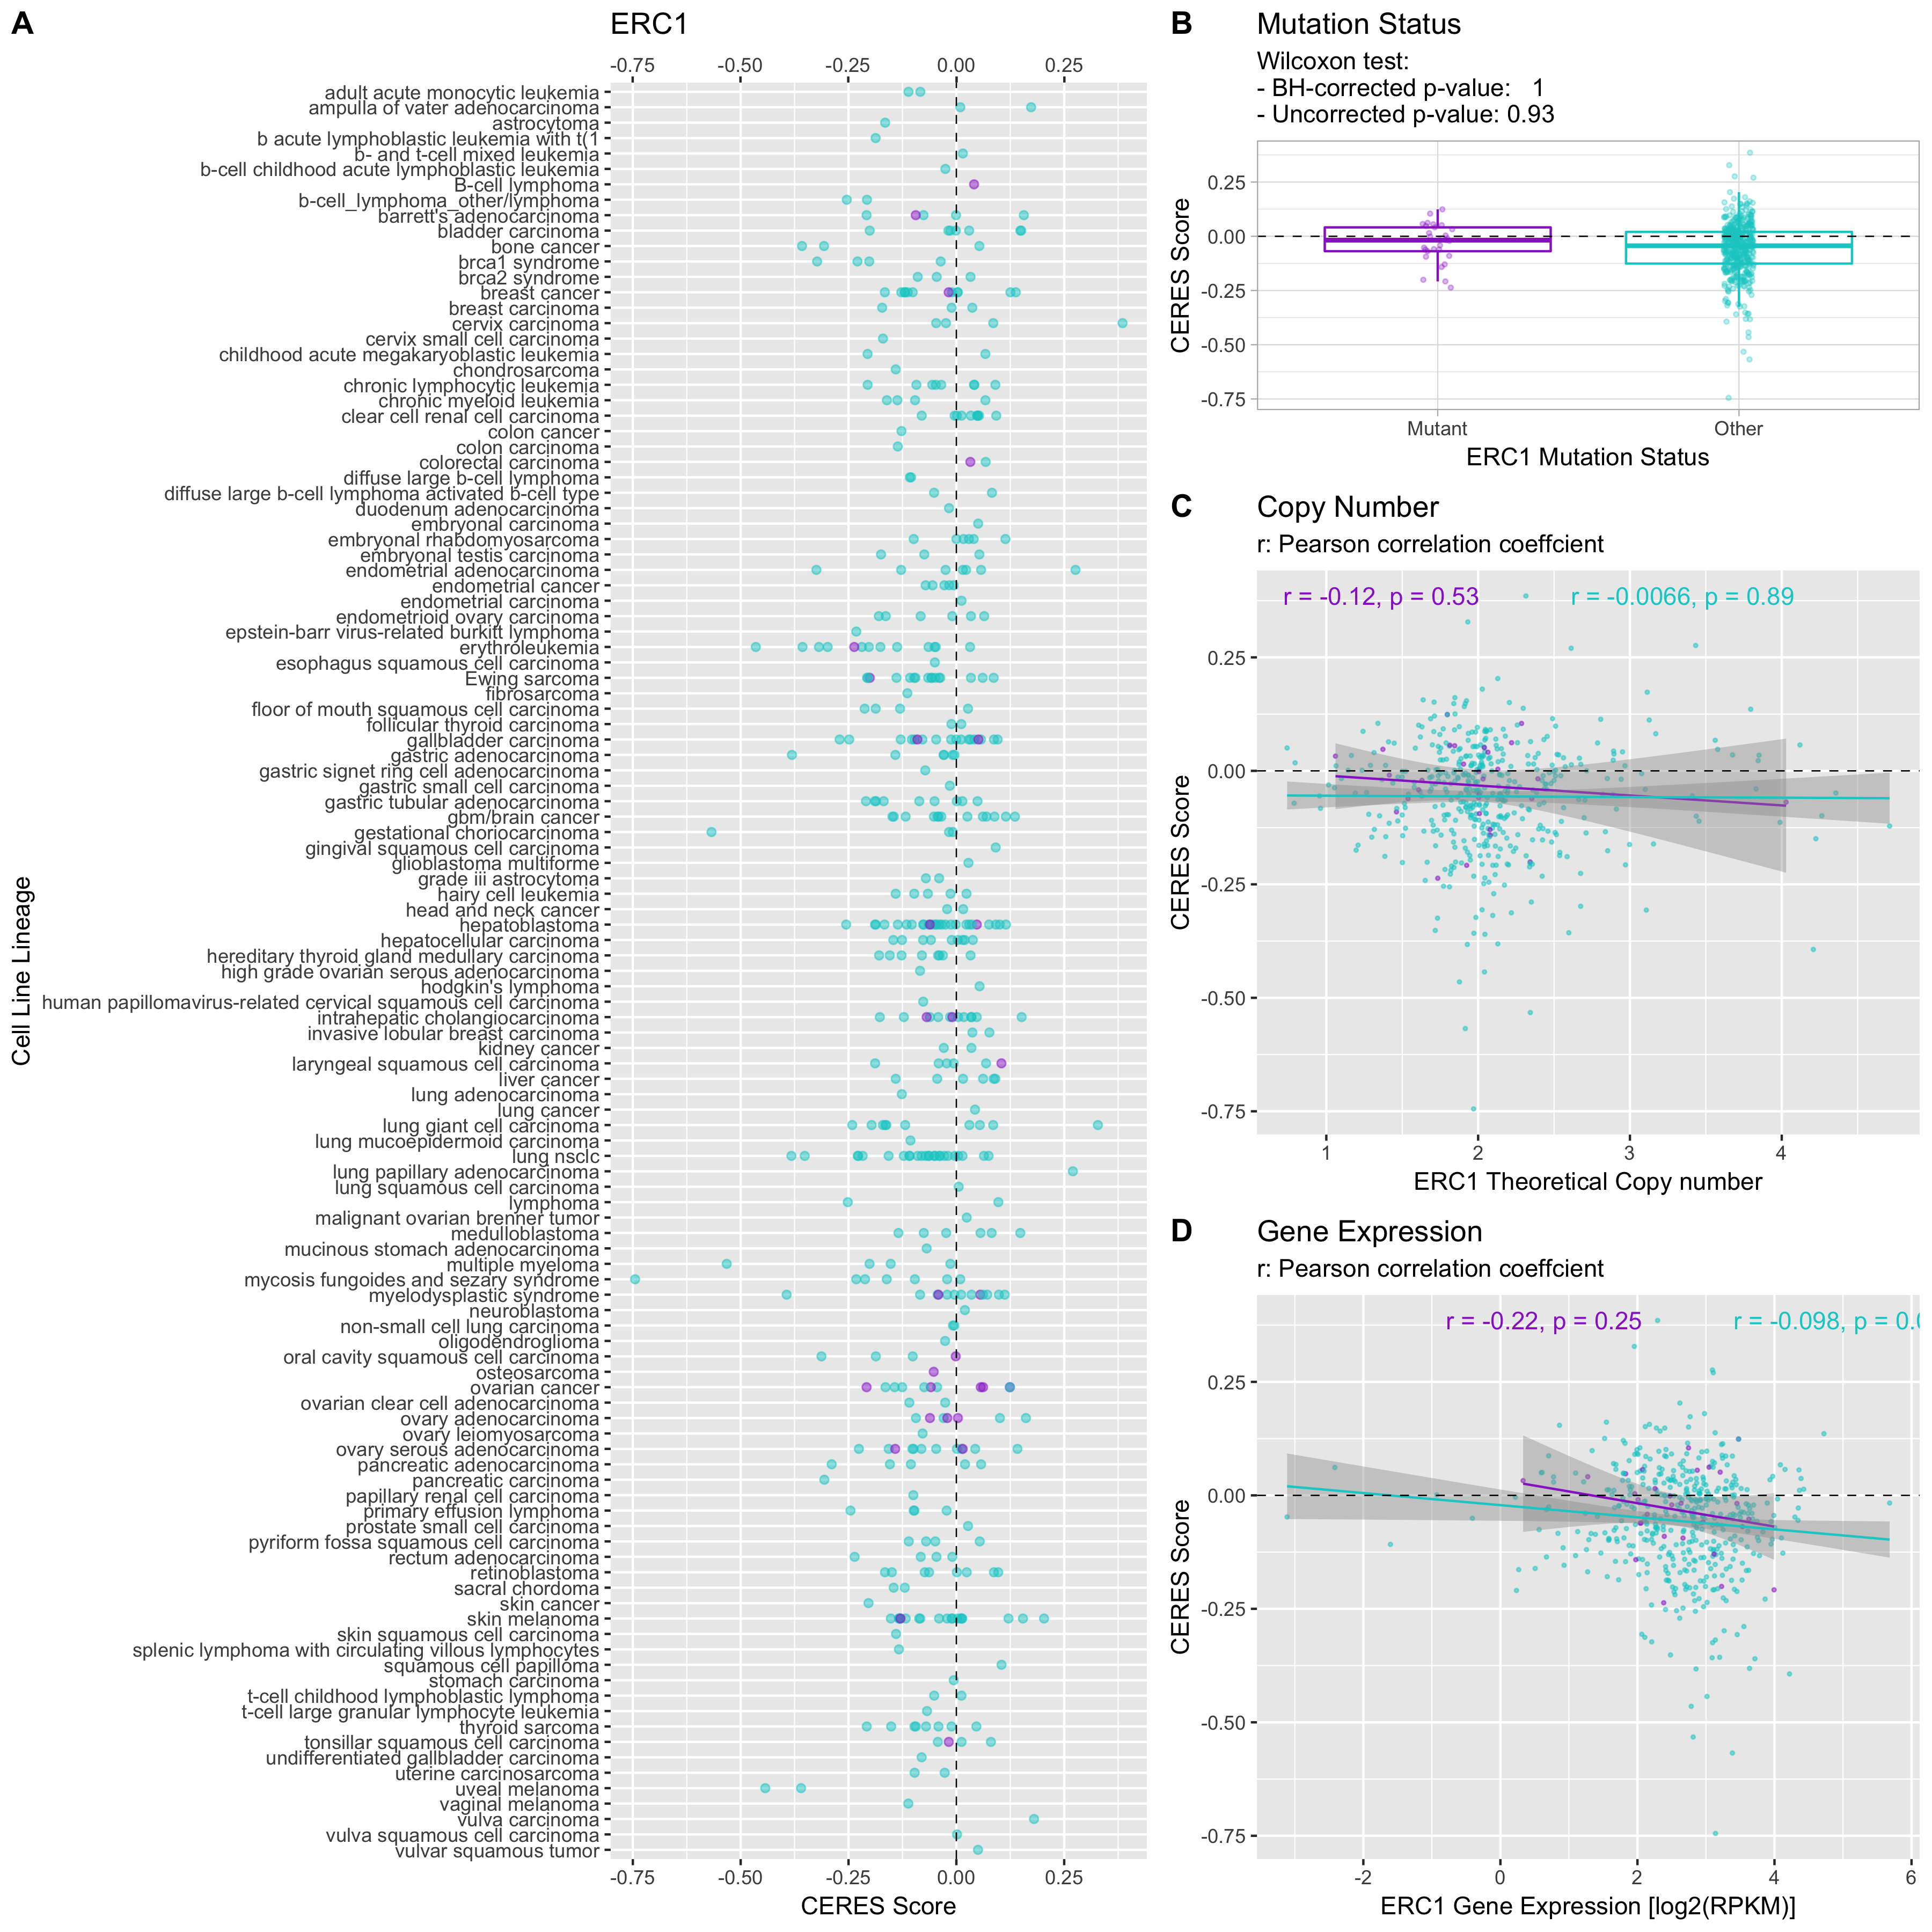 A
ERC1
-0.75 -0.50 -0.25 0.00 0.25
Cell Line Lineage
adult acute monocytic leukemia
ampulla of vater adenocarcinoma
astrocytoma
b acute lymphoblastic leukemia with t(1
b- and t-cell mixed leukemia
b-cell childhood acute lymphoblastic leukemia
B-cell lymphoma
b-cell_lymphoma_other/lymphoma
barrett's adenocarcinoma
bladder carcinoma
bone cancer
brca1 syndrome
brca2 syndrome
breast cancer
breast carcinoma
cervix carcinoma
cervix small cell carcinoma
childhood acute megakaryoblastic leukemia
chondrosarcoma
chronic lymphocytic leukemia
chronic myeloid leukemia
clear cell renal cell carcinoma
colon cancer
colon carcinoma
colorectal carcinoma
diffuse large b-cell lymphoma
diffuse large b-cell lymphoma activated b-cell type
duodenum adenocarcinoma
embryonal carcinoma
embryonal rhabdomyosarcoma
embryonal testis carcinoma
endometrial adenocarcinoma
endometrial cancer
endometrial carcinoma
endometrioid ovary carcinoma
epstein-barr virus-related burkitt lymphoma
erythroleukemia
esophagus squamous cell carcinoma
Ewing sarcoma
fibrosarcoma
floor of mouth squamous cell carcinoma
follicular thyroid carcinoma
gallbladder carcinoma
gastric adenocarcinoma
gastric signet ring cell adenocarcinoma
gastric small cell carcinoma
gastric tubular adenocarcinoma
gbm/brain cancer
gestational choriocarcinoma
gingival squamous cell carcinoma
glioblastoma multiforme
grade iii astrocytoma
hairy cell leukemia
head and neck cancer
hepatoblastoma
hepatocellular carcinoma
hereditary thyroid gland medullary carcinoma
high grade ovarian serous adenocarcinoma
hodgkin's lymphoma
human papillomavirus-related cervical squamous cell carcinoma
intrahepatic cholangiocarcinoma
invasive lobular breast carcinoma
kidney cancer
laryngeal squamous cell carcinoma
liver cancer
lung adenocarcinoma
lung cancer
lung giant cell carcinoma
lung mucoepidermoid carcinoma
lung nsclc
lung papillary adenocarcinoma
lung squamous cell carcinoma
lymphoma
malignant ovarian brenner tumor
medulloblastoma
mucinous stomach adenocarcinoma
multiple myeloma
mycosis fungoides and sezary syndrome
myelodysplastic syndrome
neuroblastoma
non-small cell lung carcinoma
oligodendroglioma
oral cavity squamous cell carcinoma
osteosarcoma
ovarian cancer
ovarian clear cell adenocarcinoma
ovary adenocarcinoma
ovary leiomyosarcoma
ovary serous adenocarcinoma
pancreatic adenocarcinoma
pancreatic carcinoma
papillary renal cell carcinoma
primary effusion lymphoma
prostate small cell carcinoma
pyriform fossa squamous cell carcinoma
rectum adenocarcinoma
retinoblastoma
sacral chordoma
skin cancer
skin melanoma
skin squamous cell carcinoma
splenic lymphoma with circulating villous lymphocytes
squamous cell papilloma
stomach carcinoma
t-cell childhood lymphoblastic lymphoma
t-cell large granular lymphocyte leukemia
thyroid sarcoma
tonsillar squamous cell carcinoma
undifferentiated gallbladder carcinoma
uterine carcinosarcoma
uveal melanoma
vaginal melanoma
vulva carcinoma
vulva squamous cell carcinoma
vulvar squamous tumor
-0.75 -0.50 -0.25 0.00 0.25
CERES Score
B
Mutation Status
Wilcoxon test:
- BH-corrected p-value: 1
- Uncorrected p-value: 0.93
CERES Score
0.25
0.00
-0.25
-0.50
-0.75
Mutant Other
ERC1 Mutation Status
C
Copy Number
r: Pearson correlation coeffcient
r = -0.12, p = 0.53 r = -0.0066, p = 0.89
CERES Score
0.25
0.00
-0.25
-0.50
-0.75
1 2 3 4
ERC1 Theoretical Copy number
D
Gene Expression
r: Pearson correlation coeffcient
r = -0.22, p = 0.25 r = -0.098, p = 0.0
CERES Score
0.25
0.00
-0.25
-0.50
-0.75
-2 0 2 4 6
ERC1 Gene Expression [log2(RPKM)]